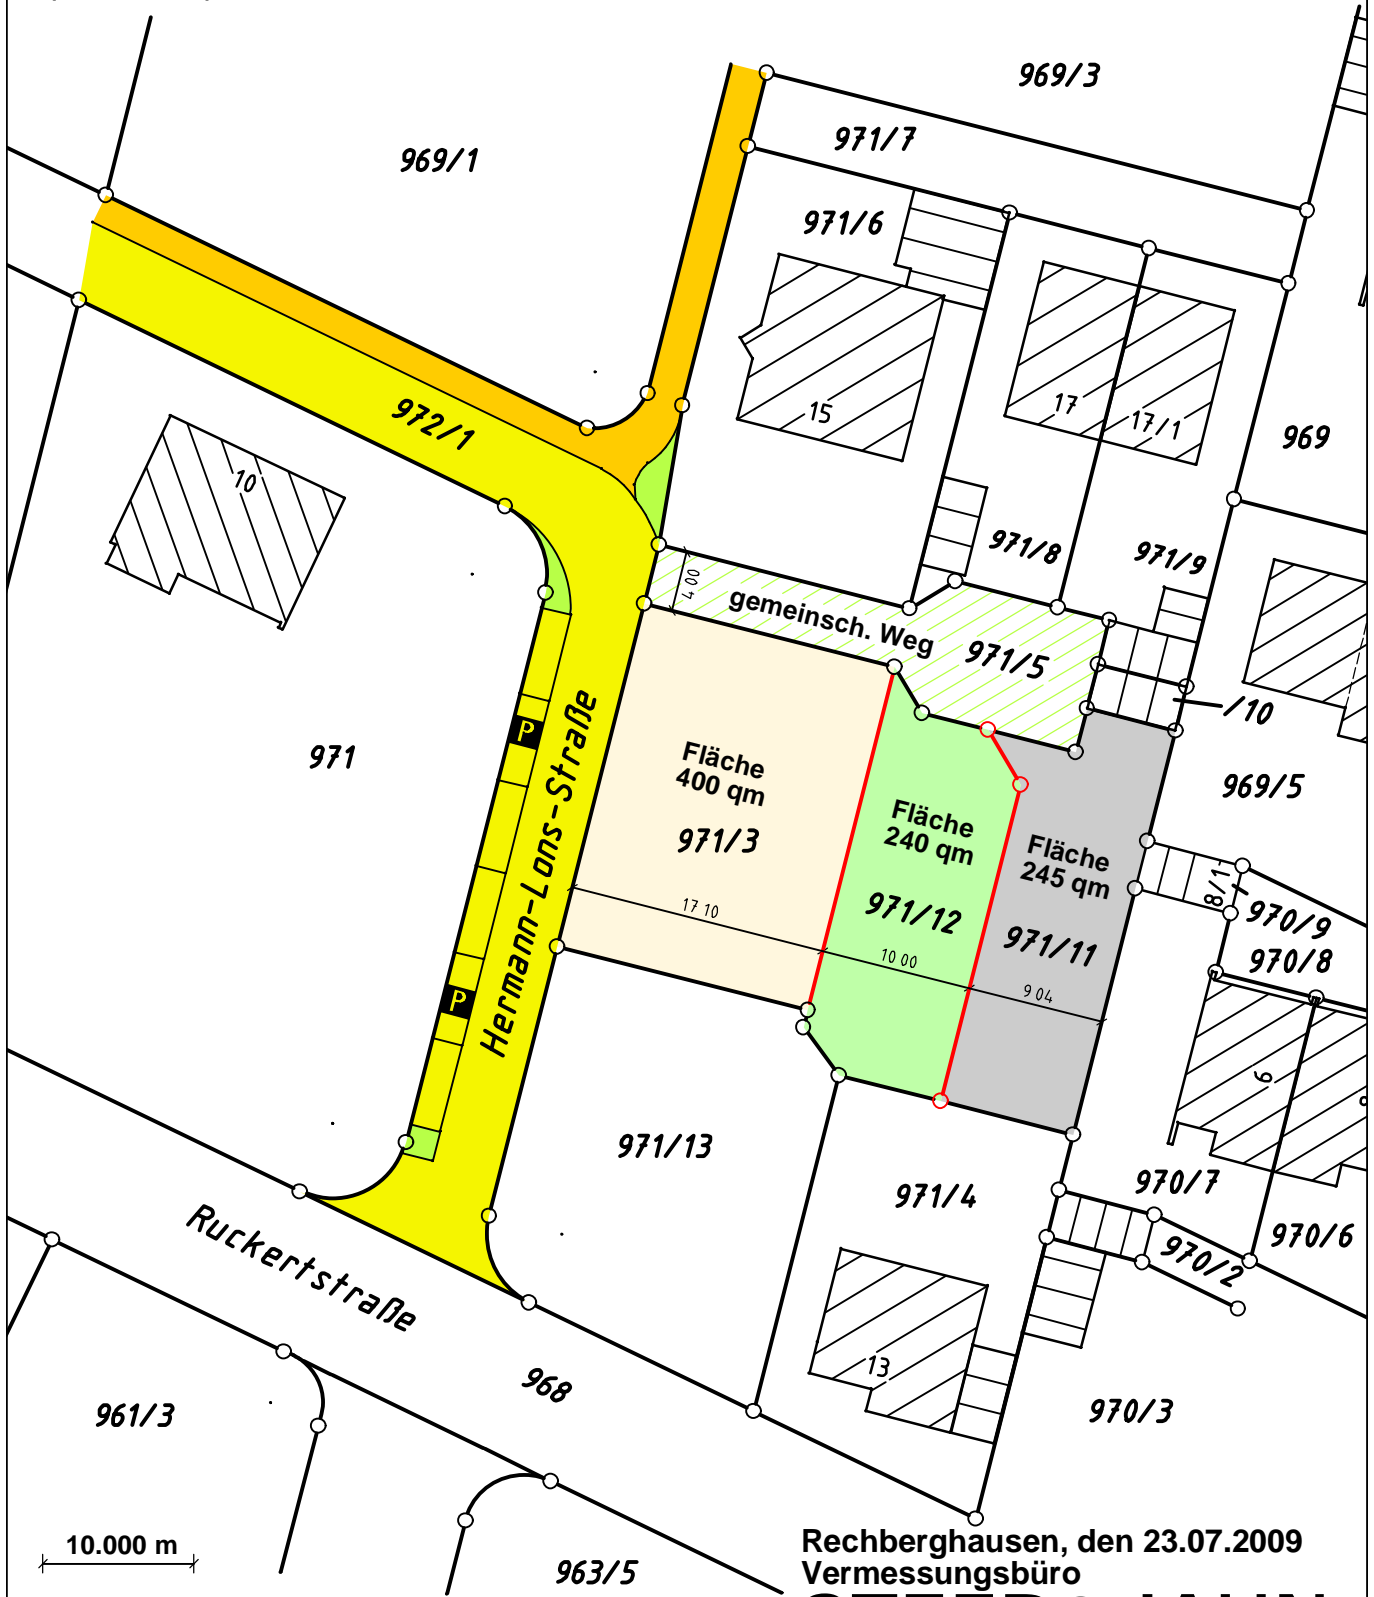 969/3
971/7
969/1
971/6
15
17
17/1
969
972/1
10
971/8
971/9
4 00
gemeinsch. Weg
971/5
/10
971
P
Fläche
400 qm
971/3
Fläche
240 qm
971/12
Fläche
245 qm
971/11
969/5
8/1
970/9
970/8
17 10
10 00
9 04
Hermann-Lons-Straße
P
6
971/13
971/4
970/7
970/6
970/2
Ruckertstraße
13
968
961/3
970/3
10.000 m
963/5
Rechberghausen, den 23.07.2009
Vermessungsbüro